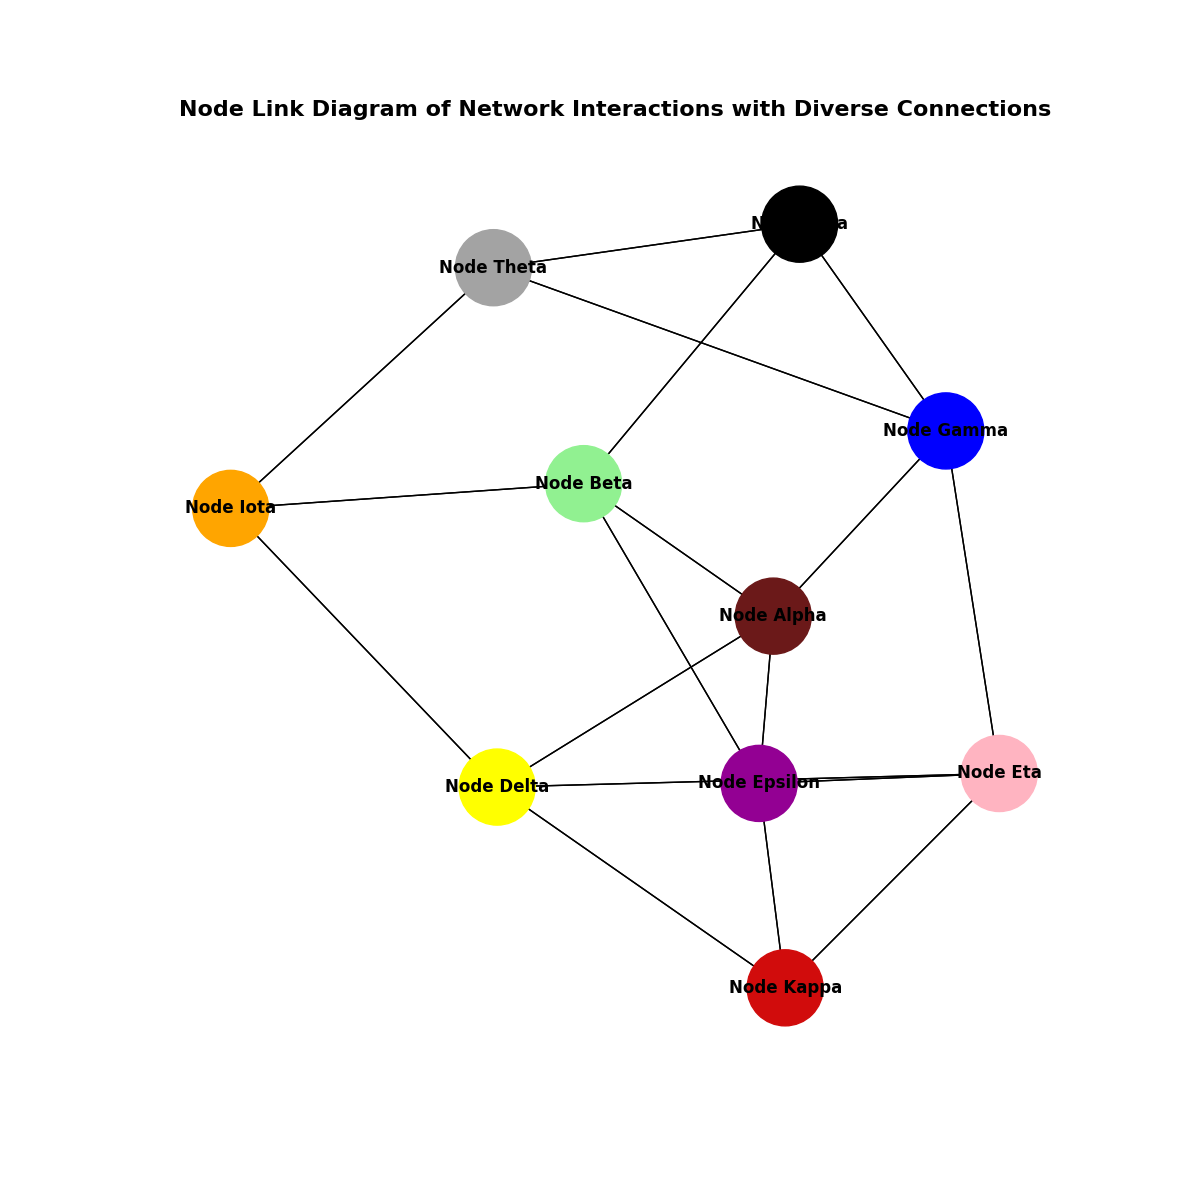 Node Link Diagram of Network Interactions with Diverse Connections
Node Theta
Node Gamma
Node Beta
Node Iota
Node Alpha
Node Eta
Node Epsilon
Node Delta
Node Kappa